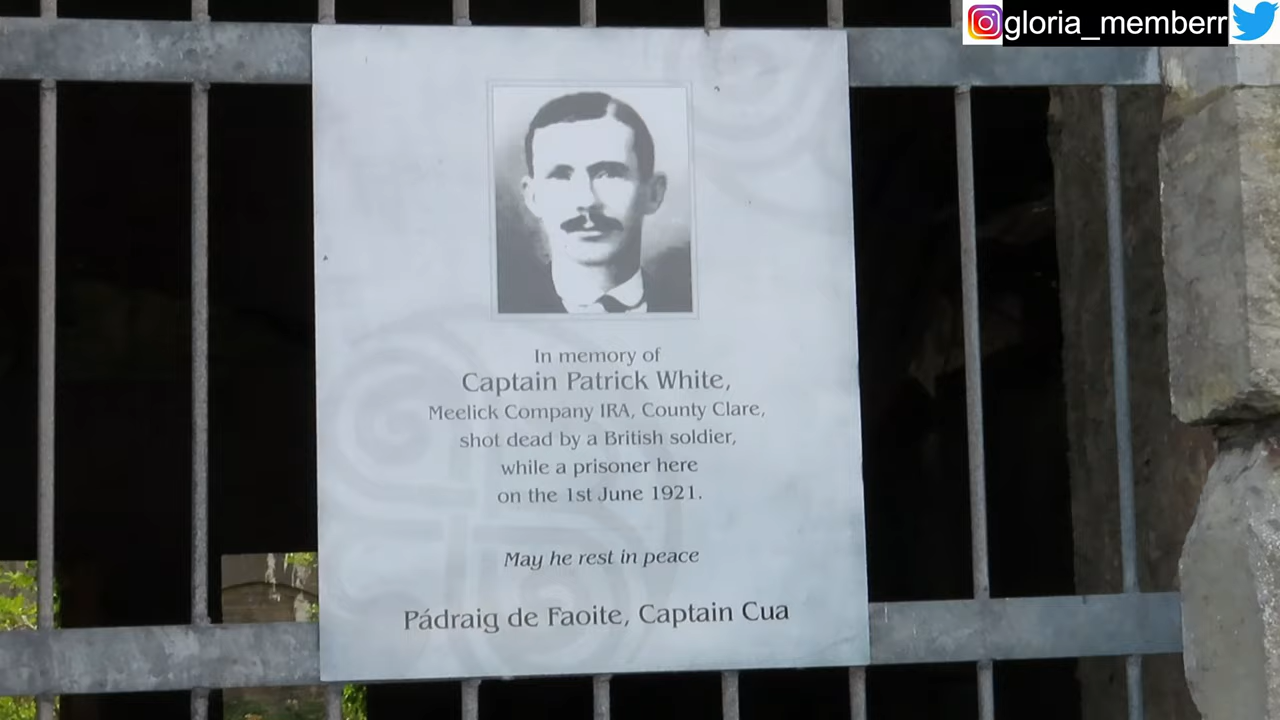 gloria_memberr
In memory of
Captain Patrick White,
Meelick Company IRA, County Clare,
shot dead by a British soldier,
while a prisoner here
on the 1st June 1921.
May he rest in peace
Pádraig de Faoite, Captain Cua